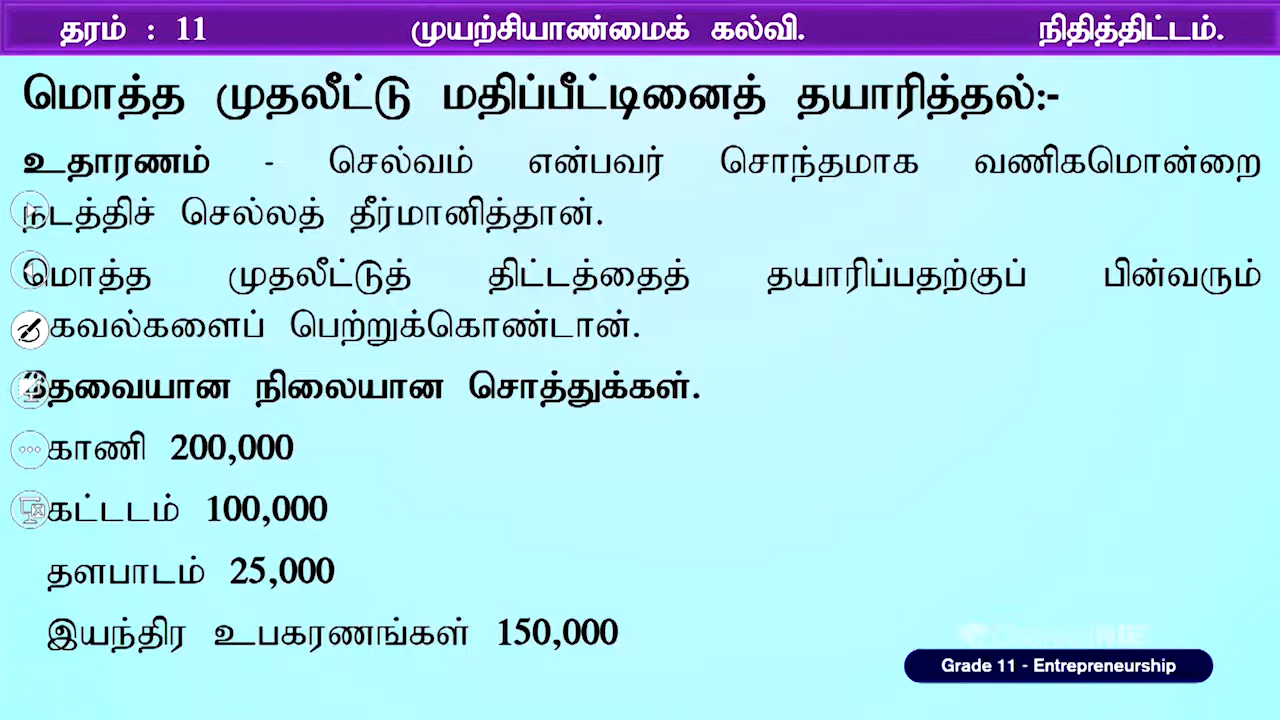 தரம் : 11 முயற்சியாண்மைக் கல்வி. நிதித்திட்டம்.
மொத்த முதலீட்டு மதிப்பீட்டினைத் தயாரித்தல்:-
உதாரணம் - செல்வம் என்பவர் சொந்தமாக வணிகமொன்றை
நடத்திச் செல்லத் தீர்மானித்தான்.
மொத்த முதலீட்டுத் திட்டத்தைத் தயாரிப்பதற்குப் பின்வரும்
கவல்களைப் பெற்றுக்கொண்டான்.
தேவையான நிலையான சொத்துக்கள்.
காணி 200,000
கட்டடம் 100,000
தளபாடம் 25,000
இயந்திர உபகரணங்கள் 150,000
Grade 11 - Entrepreneurship